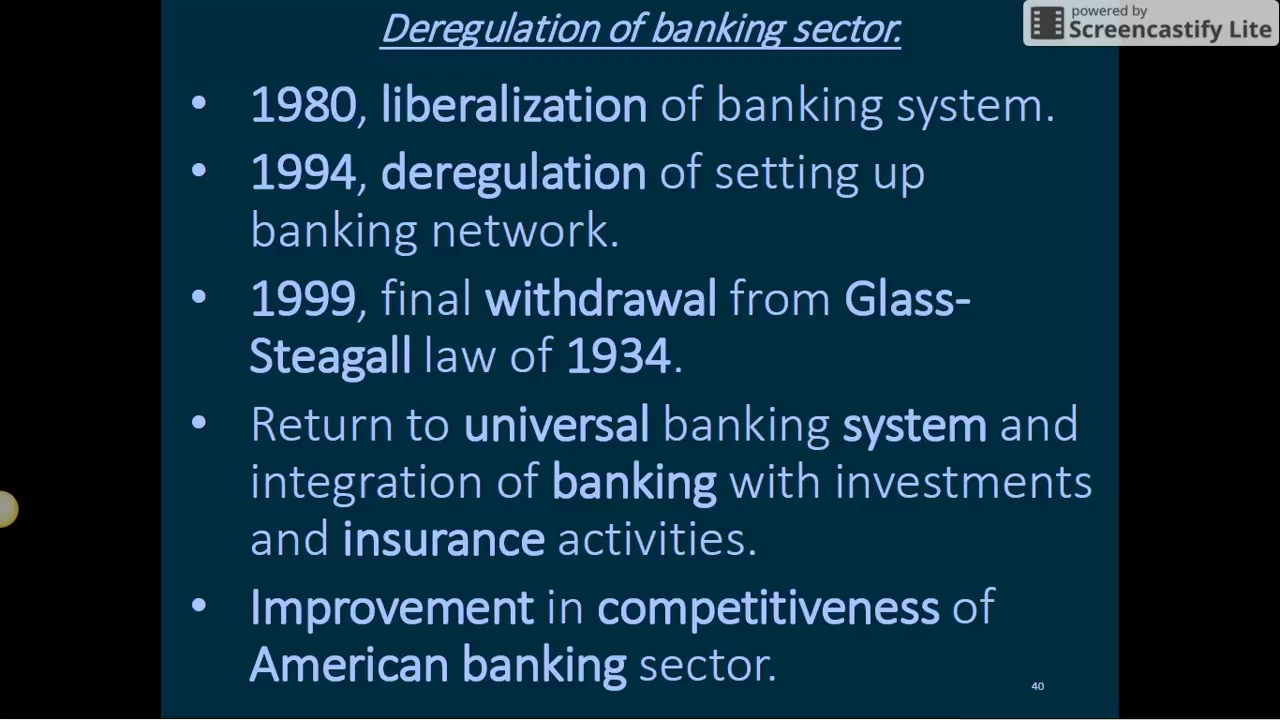 Deregulation of banking sector.
powered by
Screencastify Lite
• 1980, liberalization of banking system.
• 1994, deregulation of setting up
banking network.
• 1999, final withdrawal from Glass-
Steagall law of 1934.
• Return to universal banking system and
integration of banking with investments
and insurance activities.
• Improvement in competitiveness of
American banking sector.
40